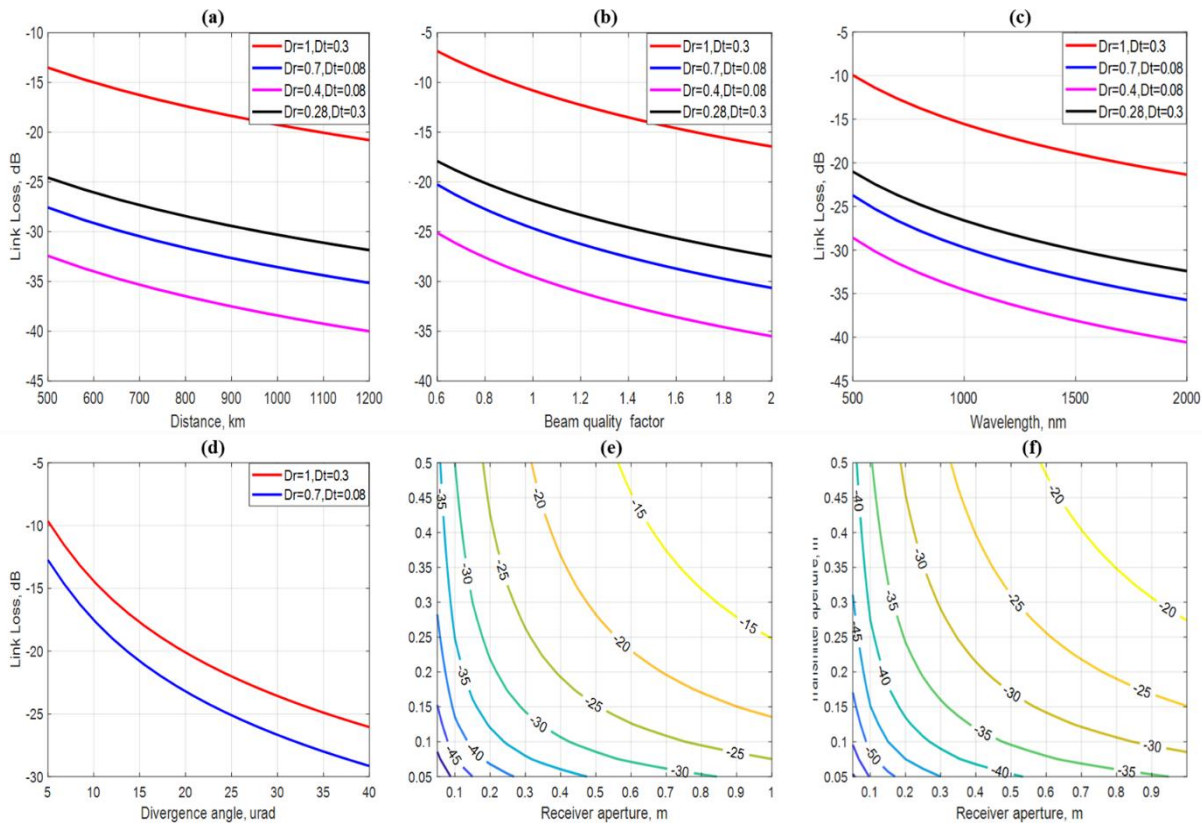 (a)
-10
-15
-20
-25
-30
-35
-40
-45
500 600 700 800 900 1000 1100 1200
Link Loss, dB
Distance, km
Dr=1,Dt=0.3
Dr=0.7,Dt=0.08
Dr=0.4,Dt=0.08
Dr=0.28,Dt=0.3
(b)
-5
-10
-15
-20
-25
-30
-35
-40
0.6 0.8 1 1.2 1.4 1.6 1.8 2
Beam quality factor
Dr=1,Dt=0.3
Dr=0.7,Dt=0.08
Dr=0.4,Dt=0.08
Dr=0.28,Dt=0.3
(c)
-5
-10
-15
-20
-25
-30
-35
-40
-45
500 1000 1500 2000
Link Loss, dB
Wavelength, nm
Dr=1,Dt=0.3
Dr=0.7,Dt=0.08
Dr=0.4,Dt=0.08
Dr=0.28,Dt=0.3
(d)
-5
-10
-15
-20
-25
-30
5 10 15 20 25 30 35 40
Link Loss, dB
Divergence angle, urad
Dr=1,Dt=0.3
Dr=0.7,Dt=0.08
(e)
0.5
0.45
0.4
0.35
0.3
0.25
0.2
0.15
0.1
0.05
0.1 0.2 0.3 0.4 0.5 0.6 0.7 0.8 0.9 1
Receiver aperture, m
-35
-30
-25
-20
-15
-20
-35
-30
-25
-45
-40
-30
-25
(f)
0.5
0.45
0.4
0.35
0.3
0.25
0.2
0.15
0.1
0.05
0.1 0.2 0.3 0.4 0.5 0.6 0.7 0.8 0.9
aperture, m
Receiver aperture, m
-40
-35
-30
-25
-20
-20
-25
-45
-40
-35
-30
-50
-40
-35
-30